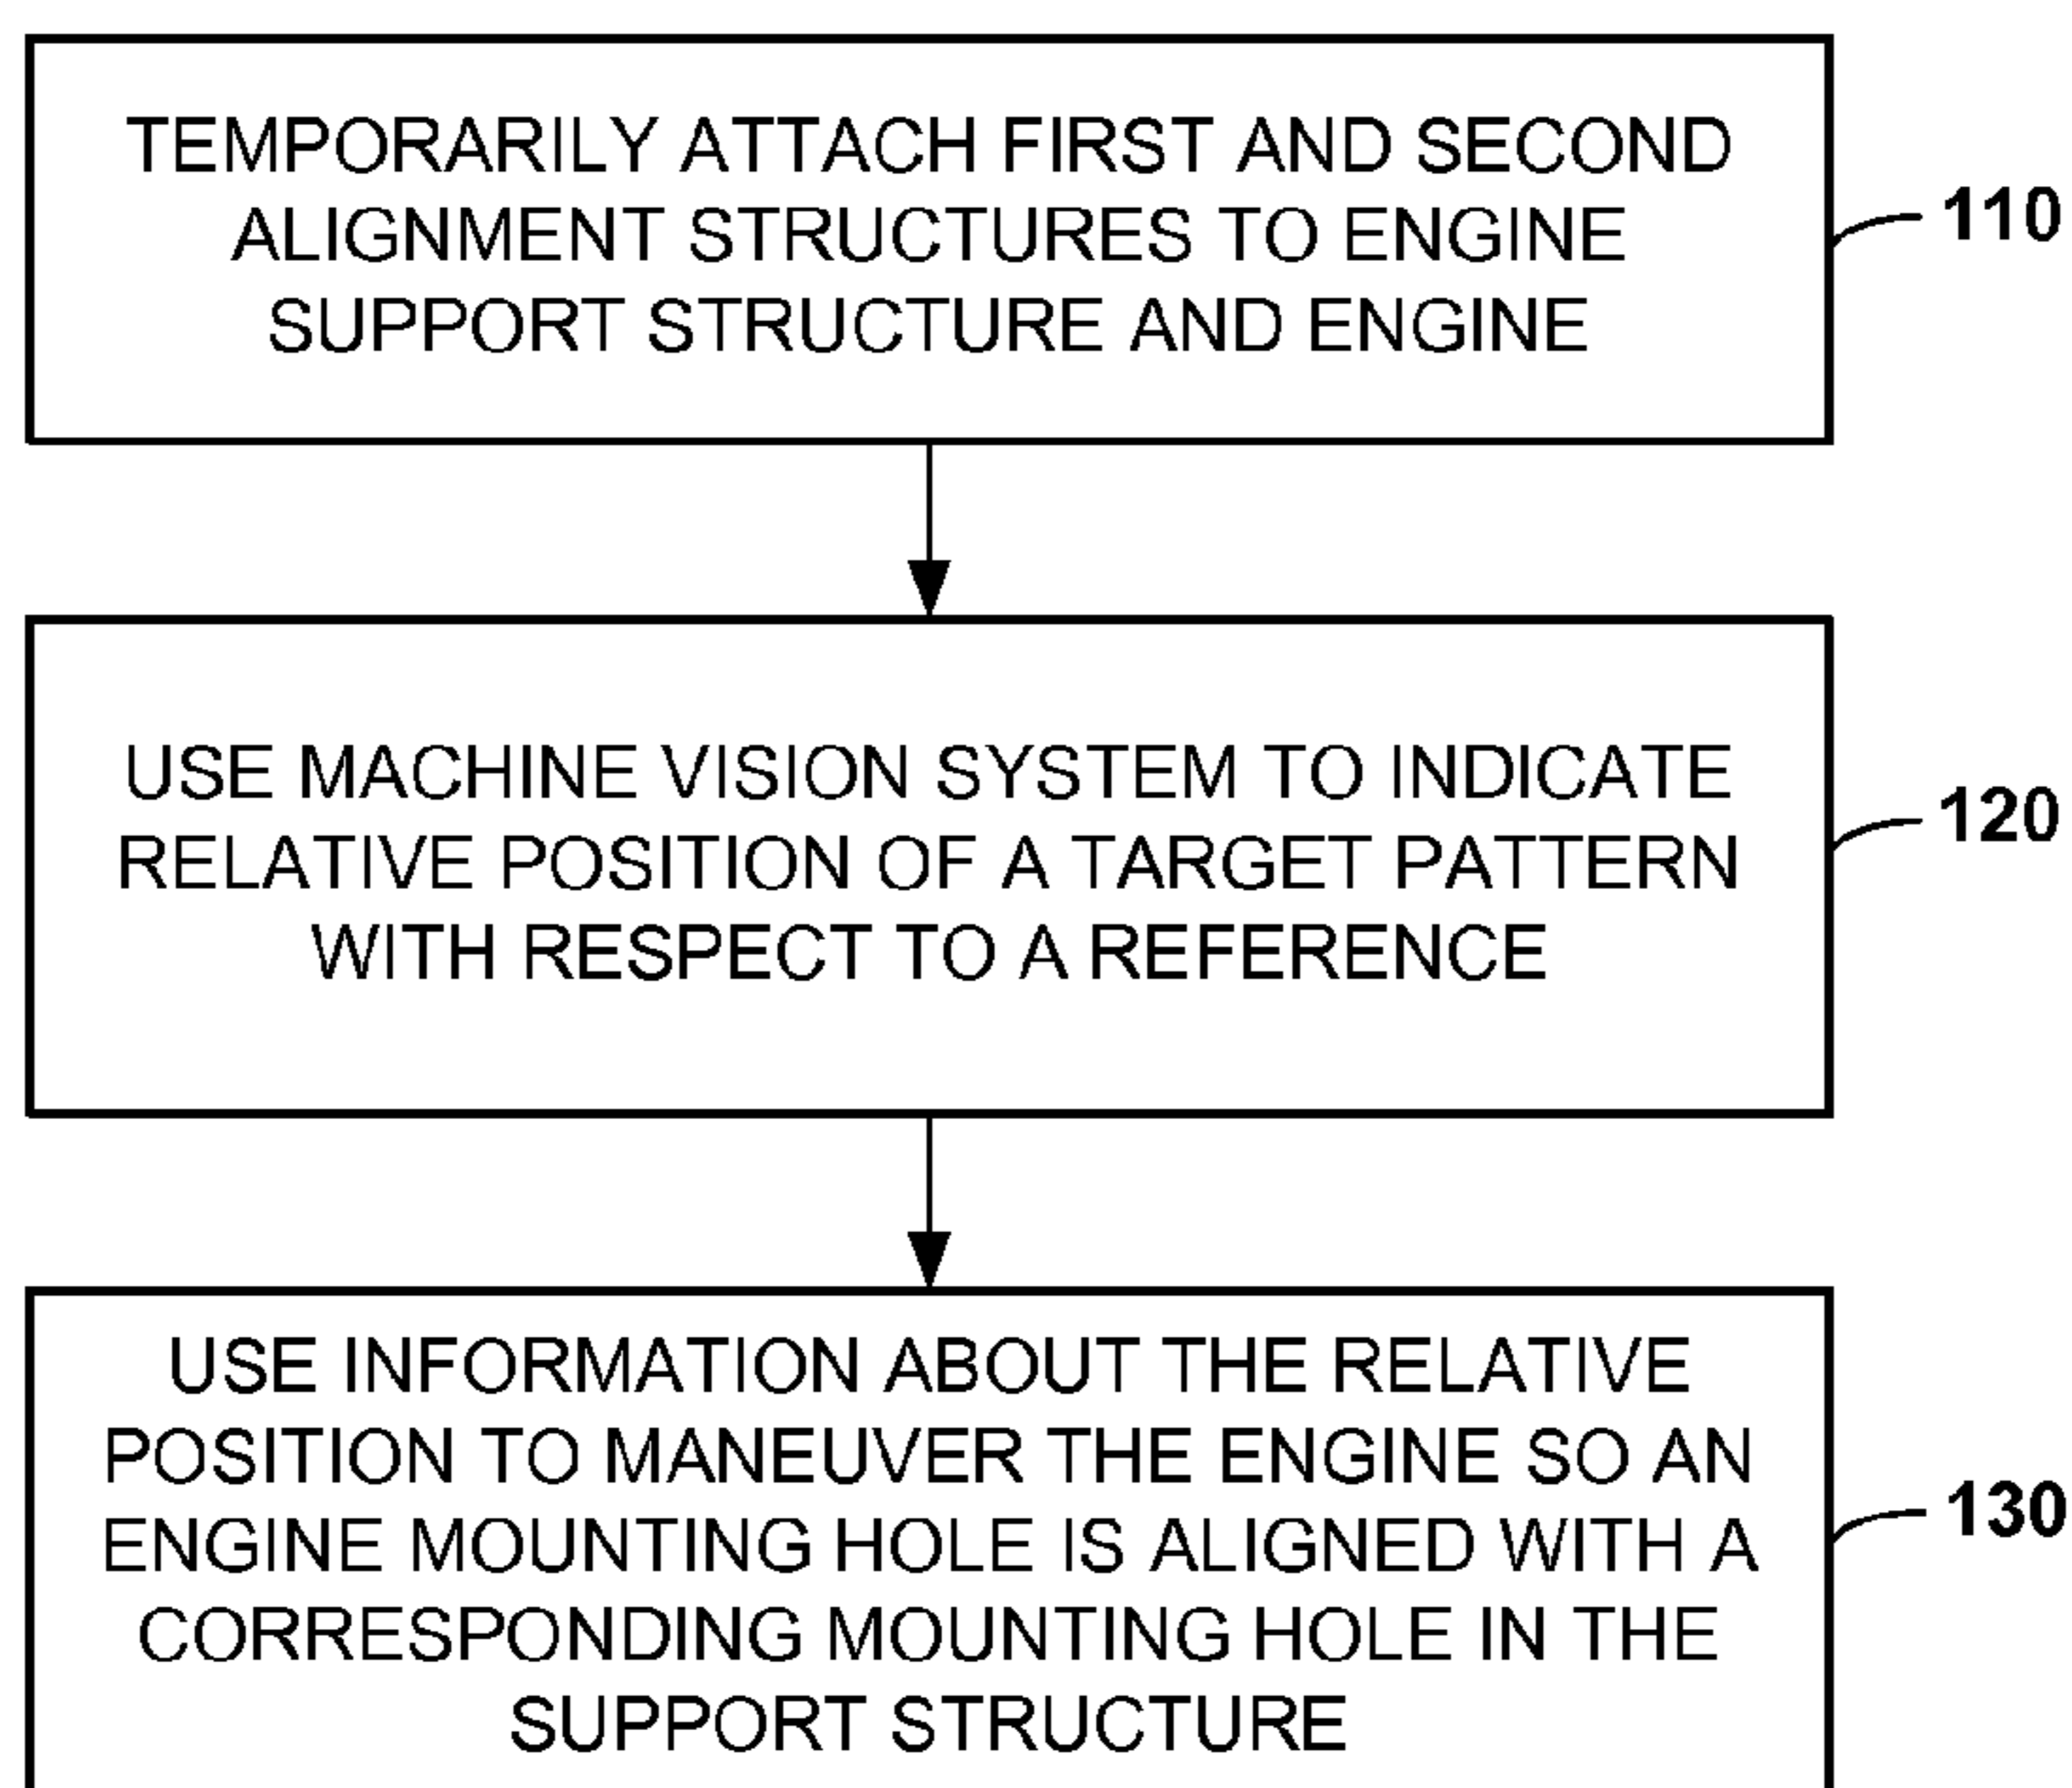 TEMPORARILY ATTACH FIRST AND SECOND
ALIGNMENT STRUCTURES TO ENGINE
SUPPORT STRUCTURE AND ENGINE
110
USE MACHINE VISION SYSTEM TO INDICATE
RELATIVE POSITION OF A TARGET PATTERN
WITH RESPECT TO A REFERENCE
120
USE INFORMATION ABOUT THE RELATIVE
POSITION TO MANEUVER THE ENGINE SO AN
ENGINE MOUNTING HOLE IS ALIGNED WITH A
CORRESPONDING MOUNTING HOLE IN THE
SUPPORT STRUCTURE
130